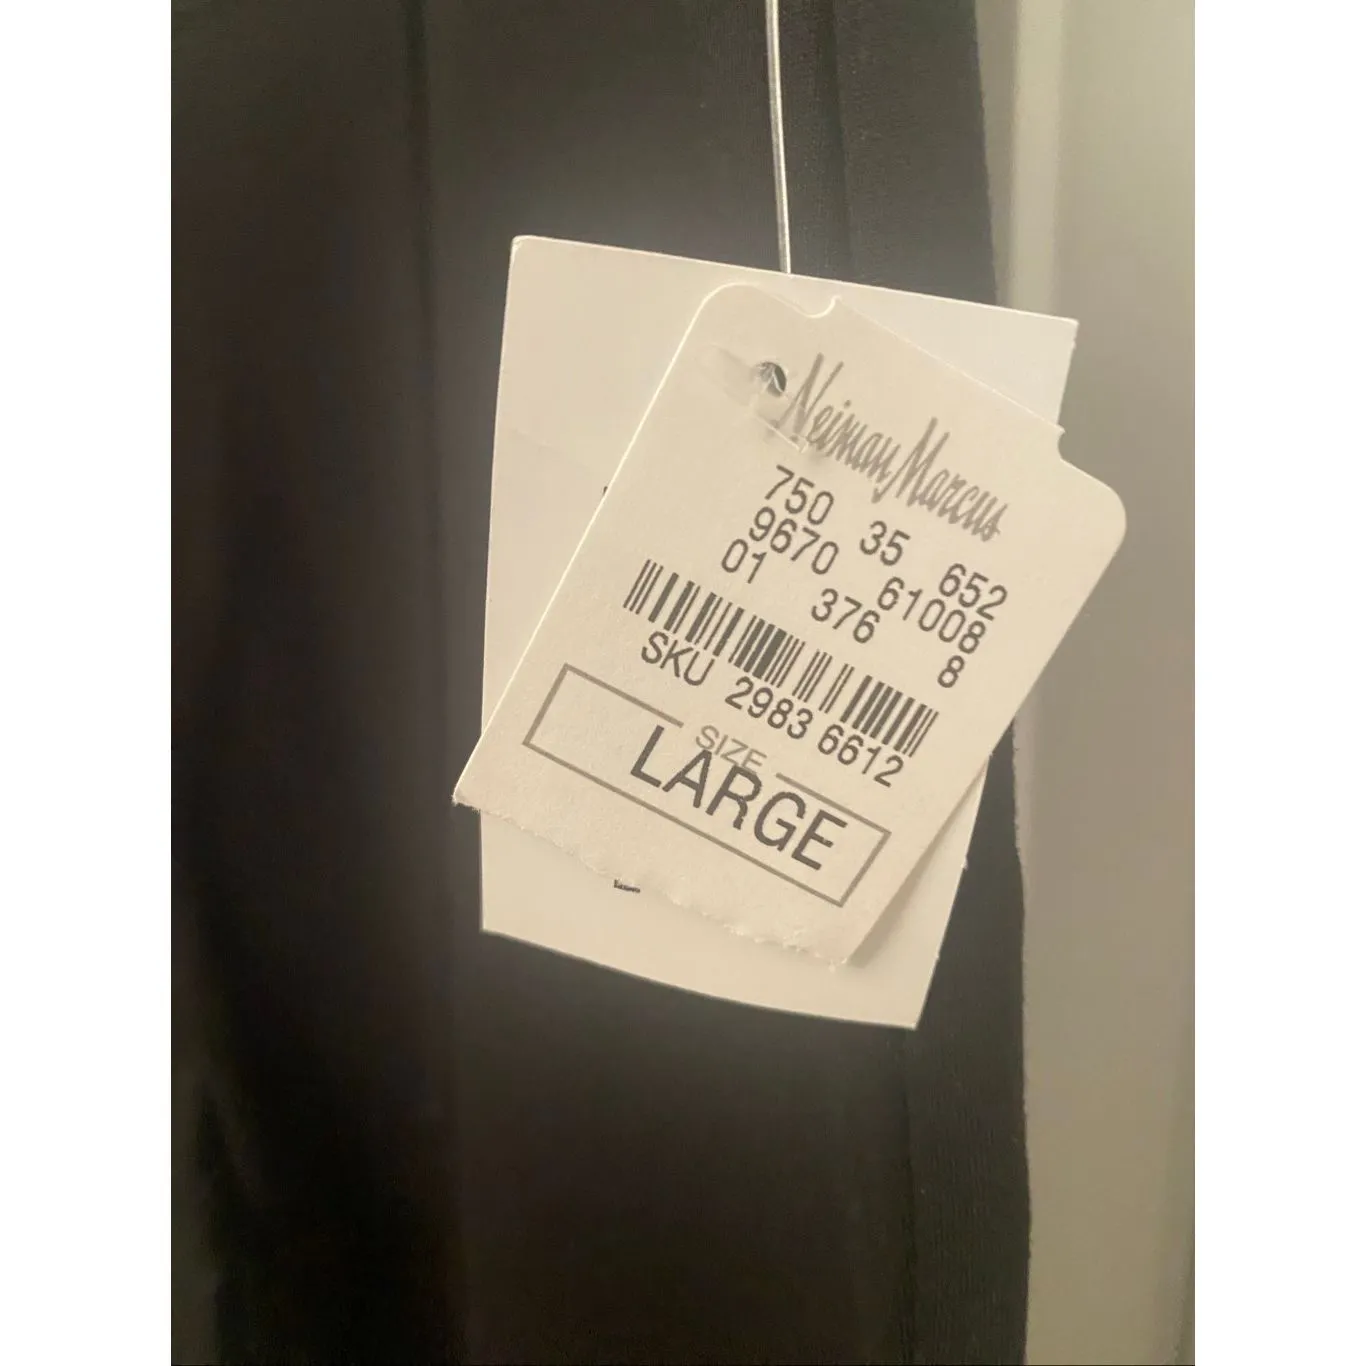 Neiman Marcus
750 35 652
9670 61008
01 376 8
SKU 2983 6612
SIZE
LARGE